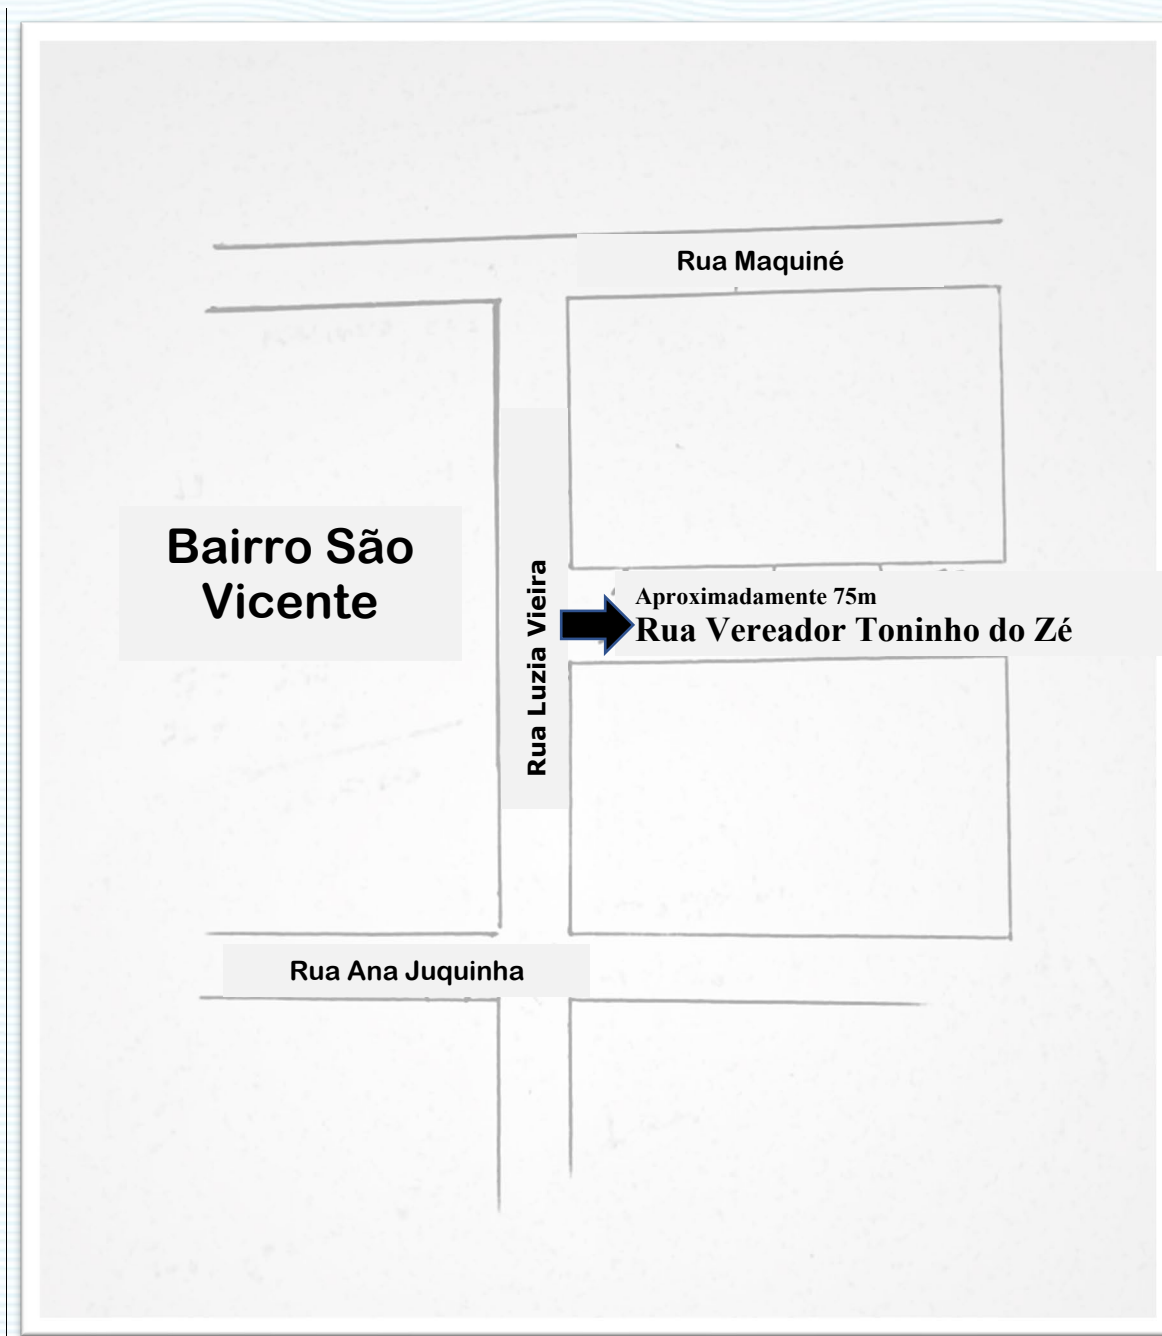 Rua Maquiné
Bairro São
Vicente
Rua Luzia Vieira
Aproximadamente 75m
Rua Vereador Toninho do Zé
Rua Ana Juquinha